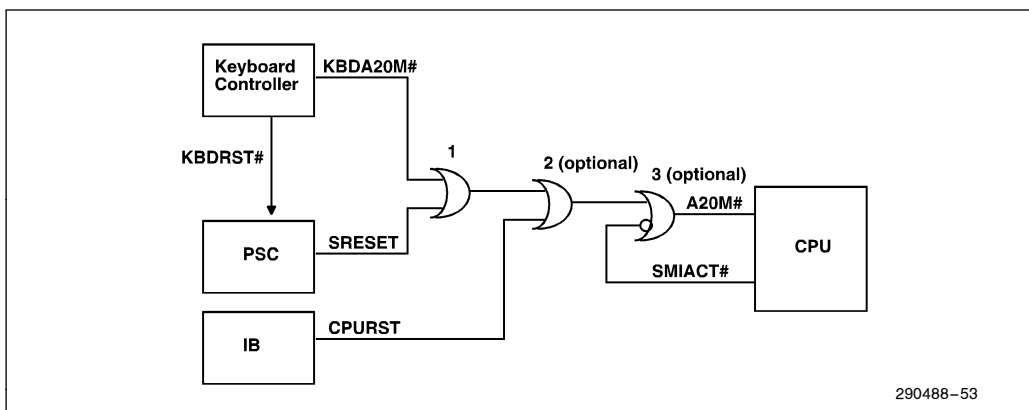 Keyboard
Controller
KBDA20M#
KBDRST#
1
2 (optional)
3 (optional)
A20M#
PSC
SRESET
CPU
SMIACT#
IB
CPURST
290488–53